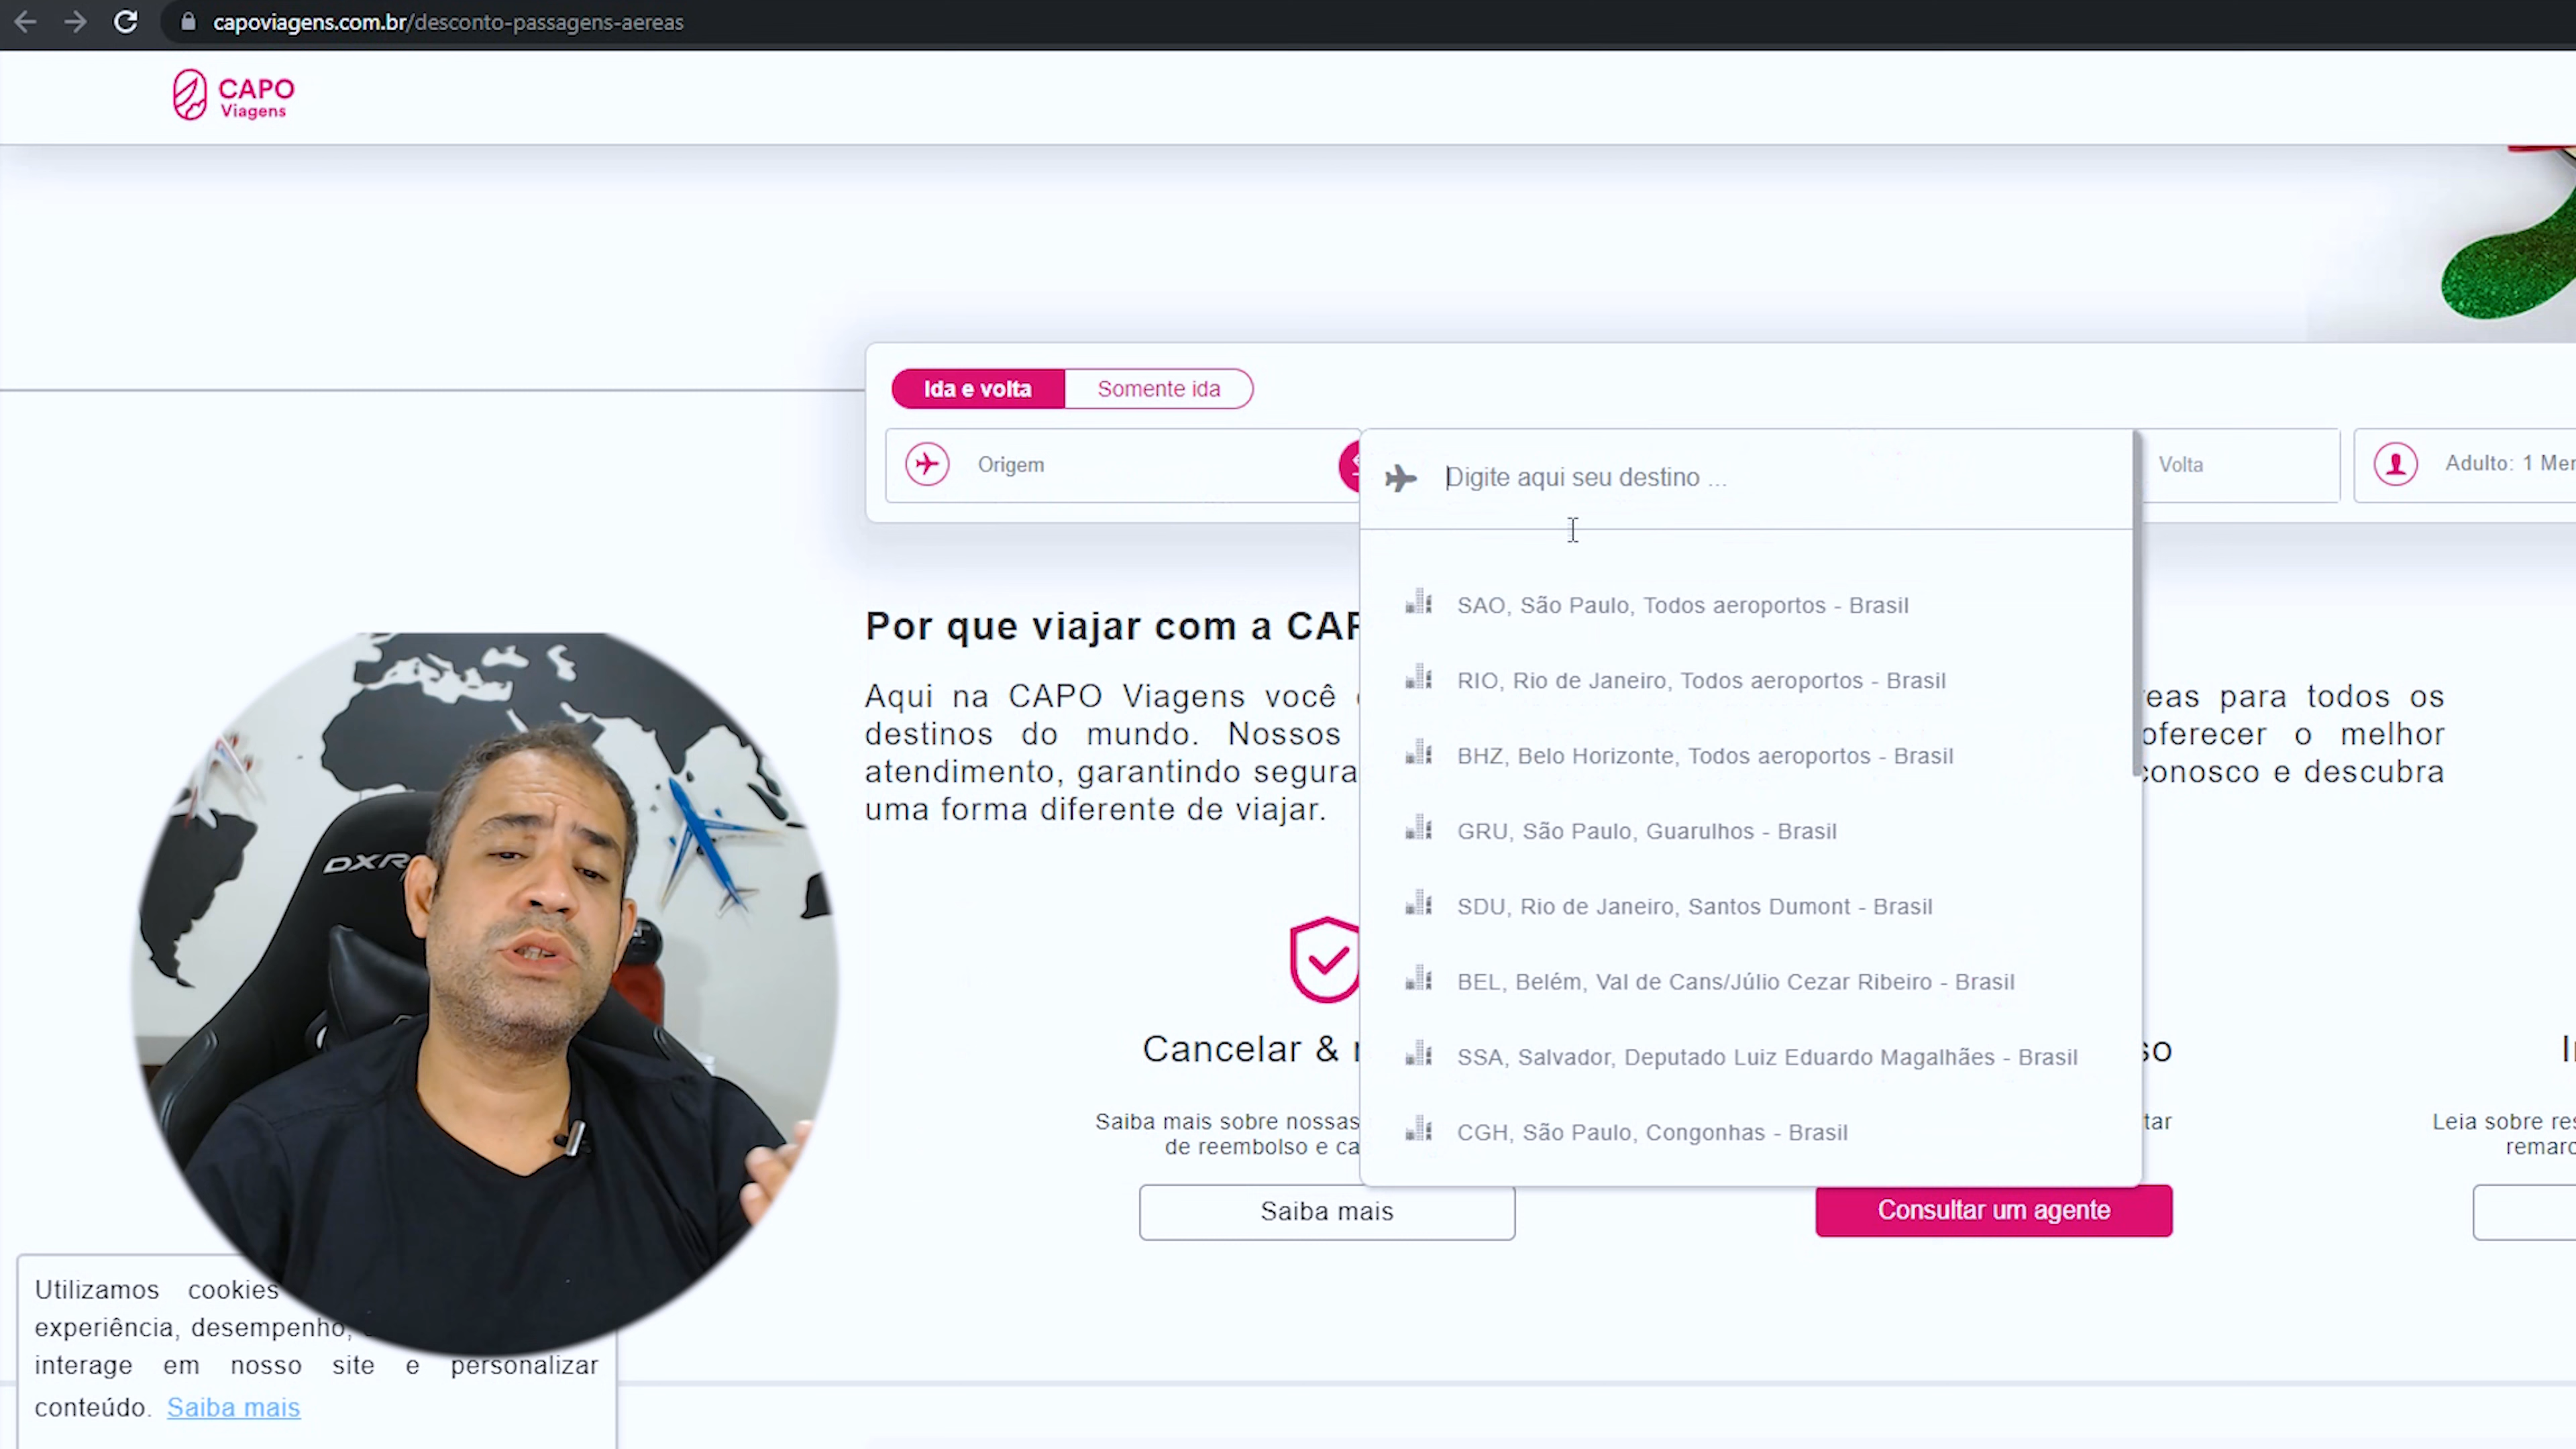 capoviagens.com.br/desconto-passagens-aereas
CAPO
Viagens
Ida e volta
Somente ida
Origem
Digite aqui seu destino ...
Volta
Adulto: 1
SAO, São Paulo, Todos aeroportos - Brasil
RIO, Rio de Janeiro, Todos aeroportos - Brasil
BHZ, Belo Horizonte, Todos aeroportos - Brasil
GRU, São Paulo, Guarulhos - Brasil
SDU, Rio de Janeiro, Santos Dumont - Brasil
BEL, Belém, Val de Cans/Júlio Cezar Ribeiro - Brasil
SSA, Salvador, Deputado Luiz Eduardo Magalhães - Brasil
CGH, São Paulo, Congonhas - Brasil
Por que viajar com a
Aqui na CAPO Viagens você para todos os
destinos do mundo. Nossos oferecer o melhor
atendimento, garantindo conosco e descubra
uma forma diferente de viajar.
DXR
Cancelar &
Saiba mais sobre nossas
de reembolso e
Saiba mais
Consultar um agente
Leia sobre
Utilizamos cookies
experiência, desempenho,
interage em nosso site e personalizar
conteúdo. Saiba mais